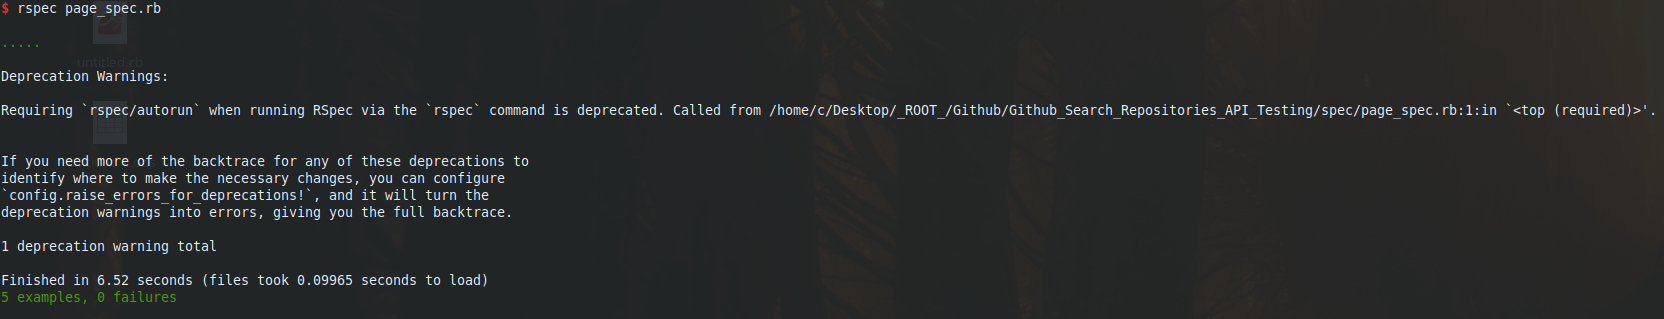 $ rspec page_spec.rb
untitled.rb
.....
Deprecation Warnings:
Requiring `rspec/autorun` when running RSpec via the `rspec` command is deprecated. Called from /home/c/Desktop/_ROOT_/Github/Github_Search_Repositories_API_Testing/spec/page_spec.rb:1:in `<top (required)>'.
If you need more of the backtrace for any of these deprecations to
identify where to make the necessary changes, you can configure
`config.raise_errors_for_deprecations!`, and it will turn the
deprecation warnings into errors, giving you the full backtrace.
1 deprecation warning total
Finished in 6.52 seconds (files took 0.09965 seconds to load)
5 examples, 0 failures